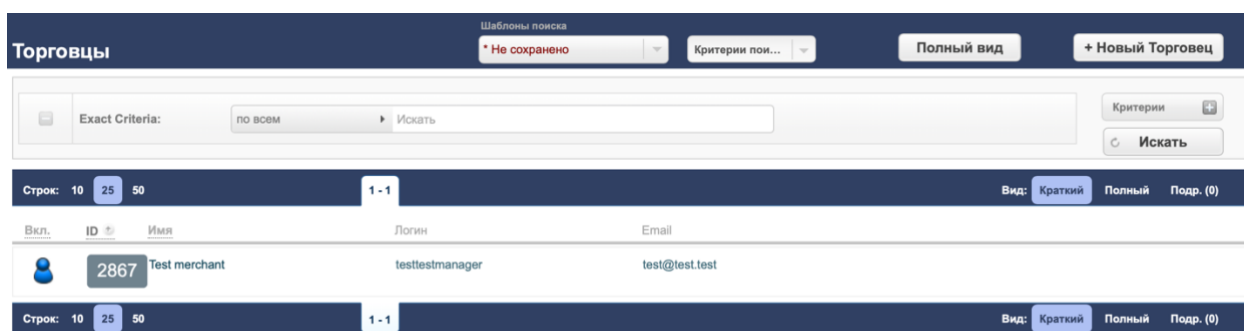 Шаблоны поиска
Торговцы * Не сохранено Критерии пои... Полный вид + Новый Торговец
Exact Criteria: по всем Искать Критерии
Искать
Строк: 10 25 50 1 - 1 Вид: Краткий Полный Подр. (0)
Вкл. ID Имя Логин Email
2867 Test merchant testtestmanager test@test.test
Строк: 10 25 50 1 - 1 Вид: Краткий Полный Подр. (0)